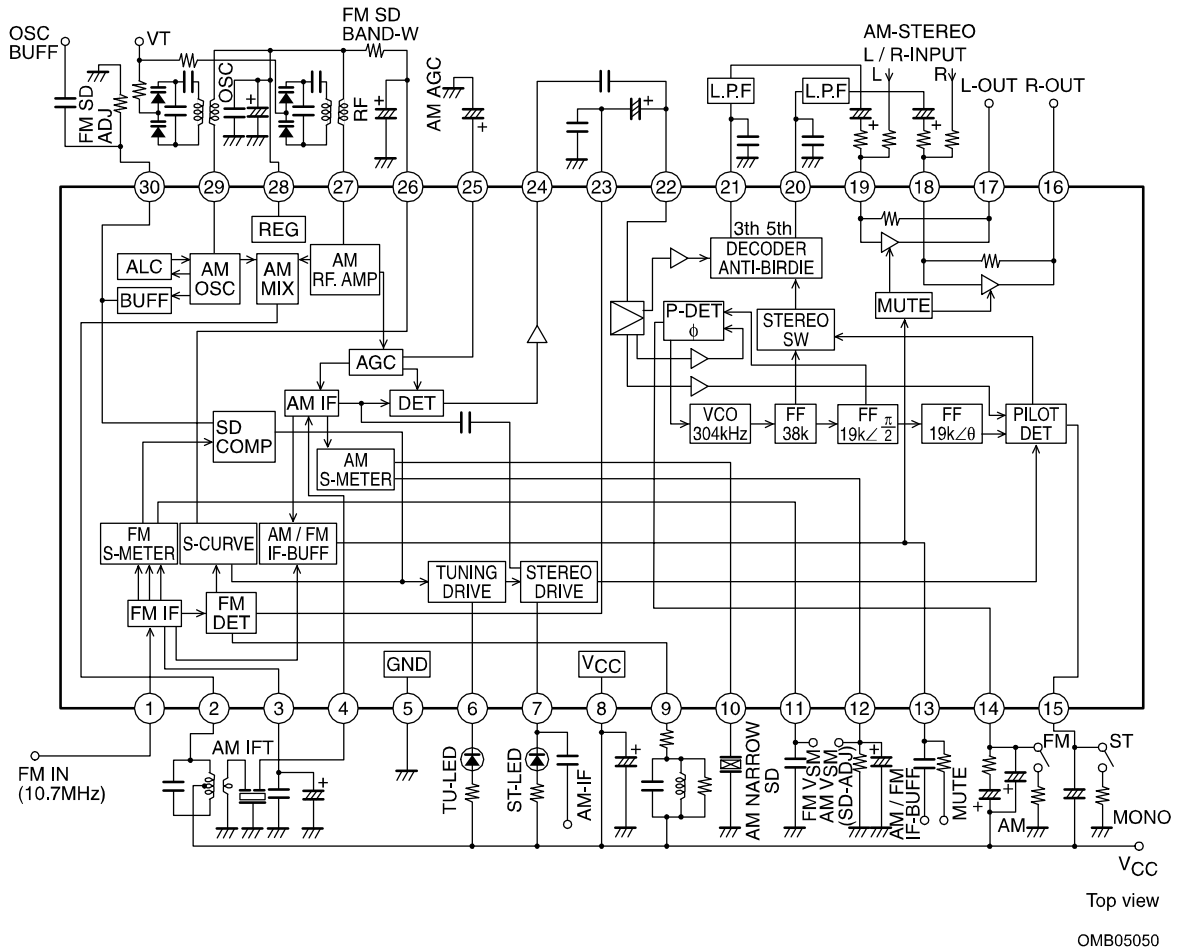 OSC
BUFF
VT
FM SD
BAND-W
AM-STEREO
L / R-INPUT
L
R
L-OUT
R-OUT
FM SD
ADJ
OSC
RF
AM AGC
L.P.F
L.P.F
+
+
+
+
+
+
30
29
28
27
26
25
24
23
22
21
20
19
18
17
16
REG
3th 5th
DECODER
ANTI-BIRDIE
ALC
AM
OSC
AM
MIX
AM
RF. AMP
BUFF
P-DET
ϕ
STEREO
SW
MUTE
AGC
AM IF
DET
SD
COMP
VCO
304kHz
FF
38k
FF
19k∠ π/2
FF
19k∠θ
PILOT
DET
AM
S-METER
FM
S-METER
S-CURVE
AM / FM
IF-BUFF
TUNING
DRIVE
STEREO
DRIVE
FM IF
FM
DET
GND
VCC
1
2
3
4
5
6
7
8
9
10
11
12
13
14
15
FM IN
(10.7MHz)
AM IFT
+
TU-LED
ST-LED
AM-IF
+
AM NARROW
SD
FM VSM
AM VSM
(SD-ADJ)
+
AM / FM
IF-BUFF
MUTE
+
+
FM
AM
ST
MONO
VCC
Top view
OMB05050